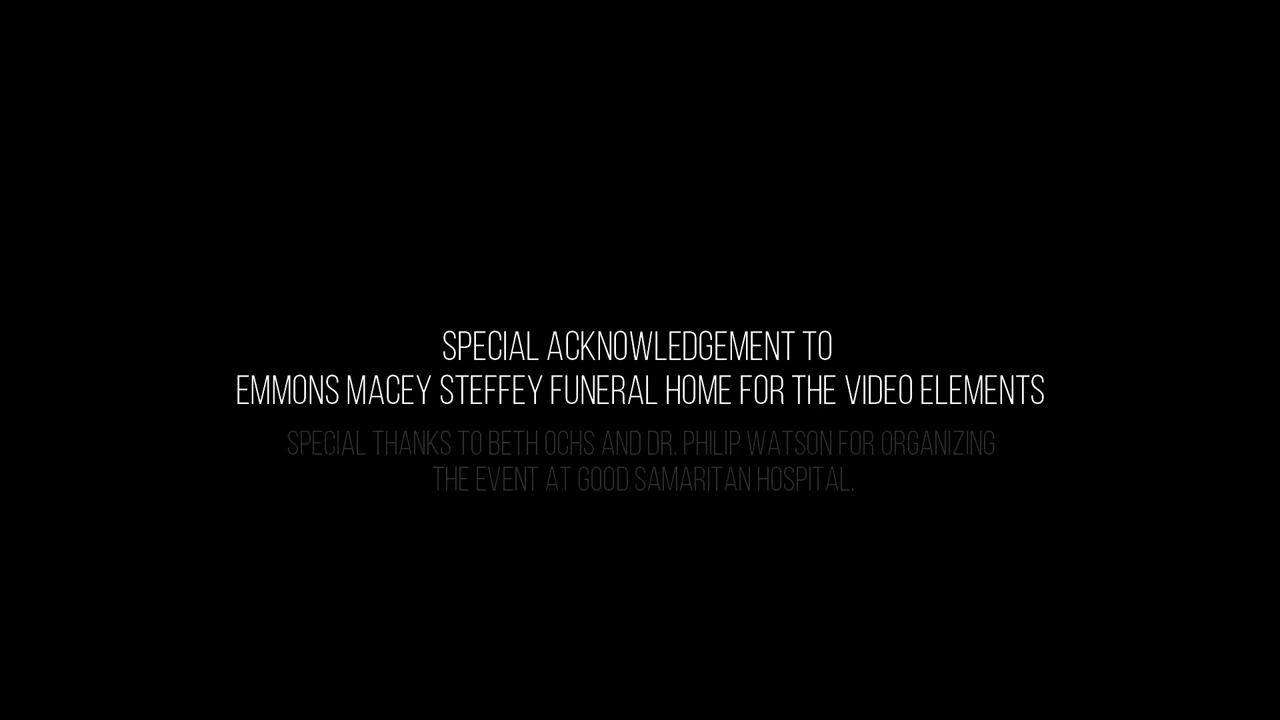 SPECIAL ACKNOWLEDGEMENT TO
EMMONS MACEY STEFFEY FUNERAL HOME FOR THE VIDEO ELEMENTS
SPECIAL THANKS TO BETH OCHS AND DR. PHILIP WATSON FOR ORGANIZING
THE EVENT AT GOOD SAMARITAN HOSPITAL.